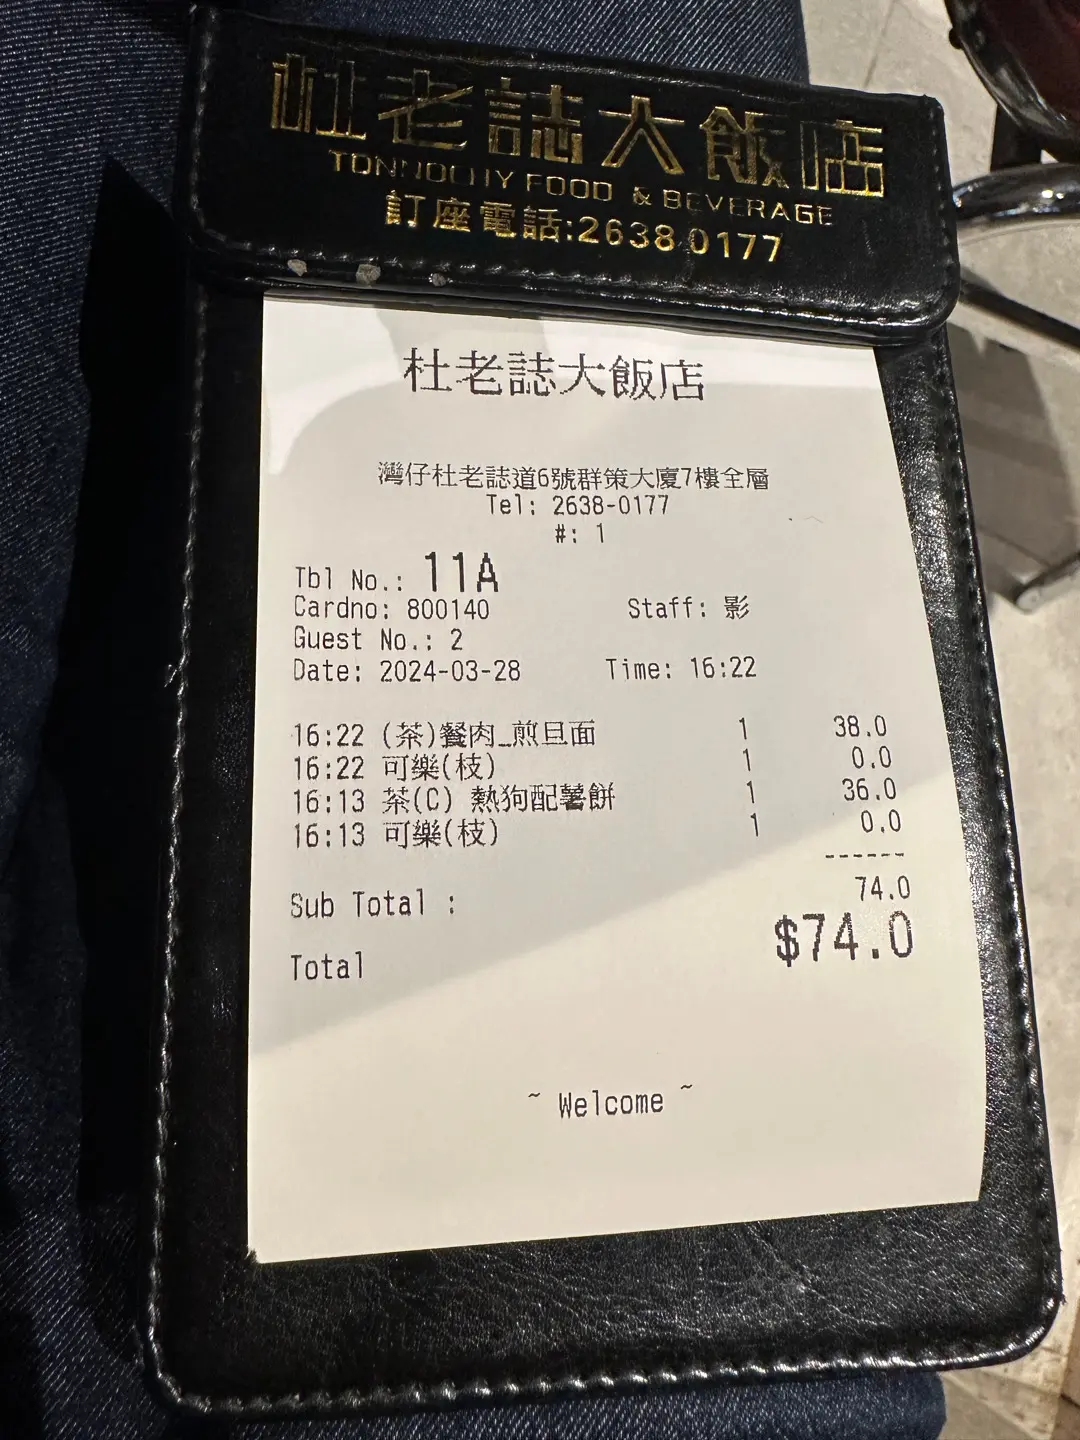 杜老誌大飯店
TONNOCHY FOOD & BEVERAGE
訂座電話:2638 0177
杜老誌大飯店
灣仔杜老誌道6號群策大廈7樓全層
Tel: 2638-0177
#: 1
Tbl No.: 11A
Cardno: 800140 Staff: 影
Guest No.: 2
Date: 2024-03-28 Time: 16:22
16:22 (茶)餐肉_煎旦面 1 38.0
16:22 可樂(枝) 1 0.0
16:13 茶(C) 熱狗配薯餅 1 36.0
16:13 可樂(枝) 1 0.0
------
Sub Total : 74.0
Total $74.0
~ Welcome ~